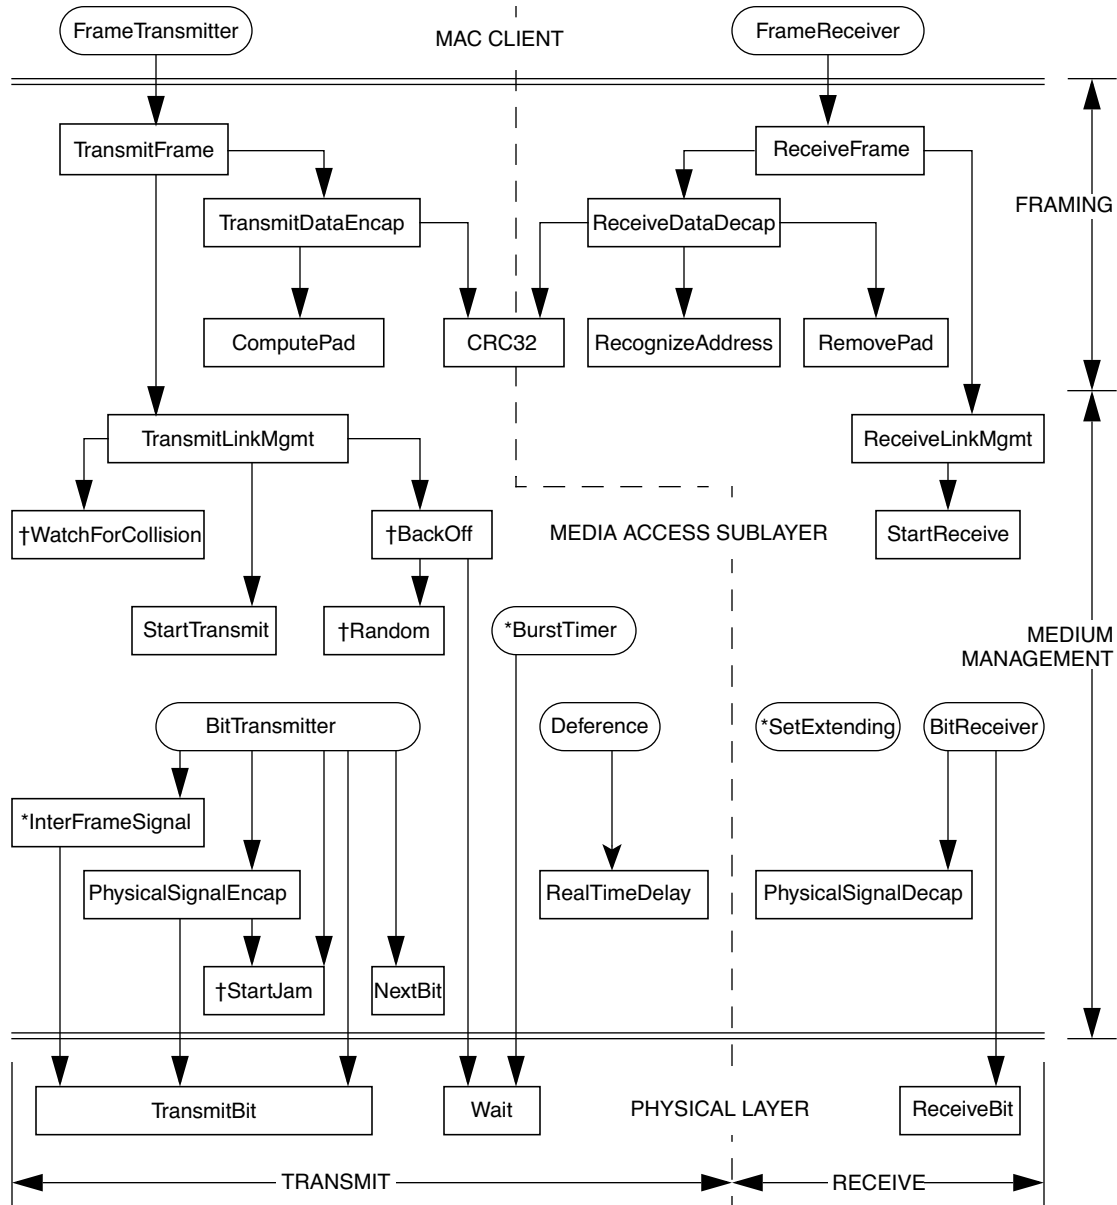 FrameTransmitter
MAC CLIENT
FrameReceiver
TransmitFrame
ReceiveFrame
TransmitDataEncap
ReceiveDataDecap
FRAMING
ComputePad
CRC32
RecognizeAddress
RemovePad
TransmitLinkMgmt
ReceiveLinkMgmt
†WatchForCollision
†BackOff
MEDIA ACCESS SUBLAYER
StartReceive
StartTransmit
†Random
*BurstTimer
MEDIUM
MANAGEMENT
BitTransmitter
Deference
*SetExtending
BitReceiver
*InterFrameSignal
PhysicalSignalEncap
RealTimeDelay
PhysicalSignalDecap
†StartJam
NextBit
TransmitBit
Wait
PHYSICAL LAYER
ReceiveBit
TRANSMIT
RECEIVE